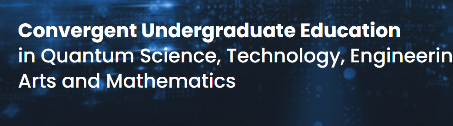 Convergent Undergraduate Education
in Quantum Science, Technology, Engineerin
Arts and Mathematics